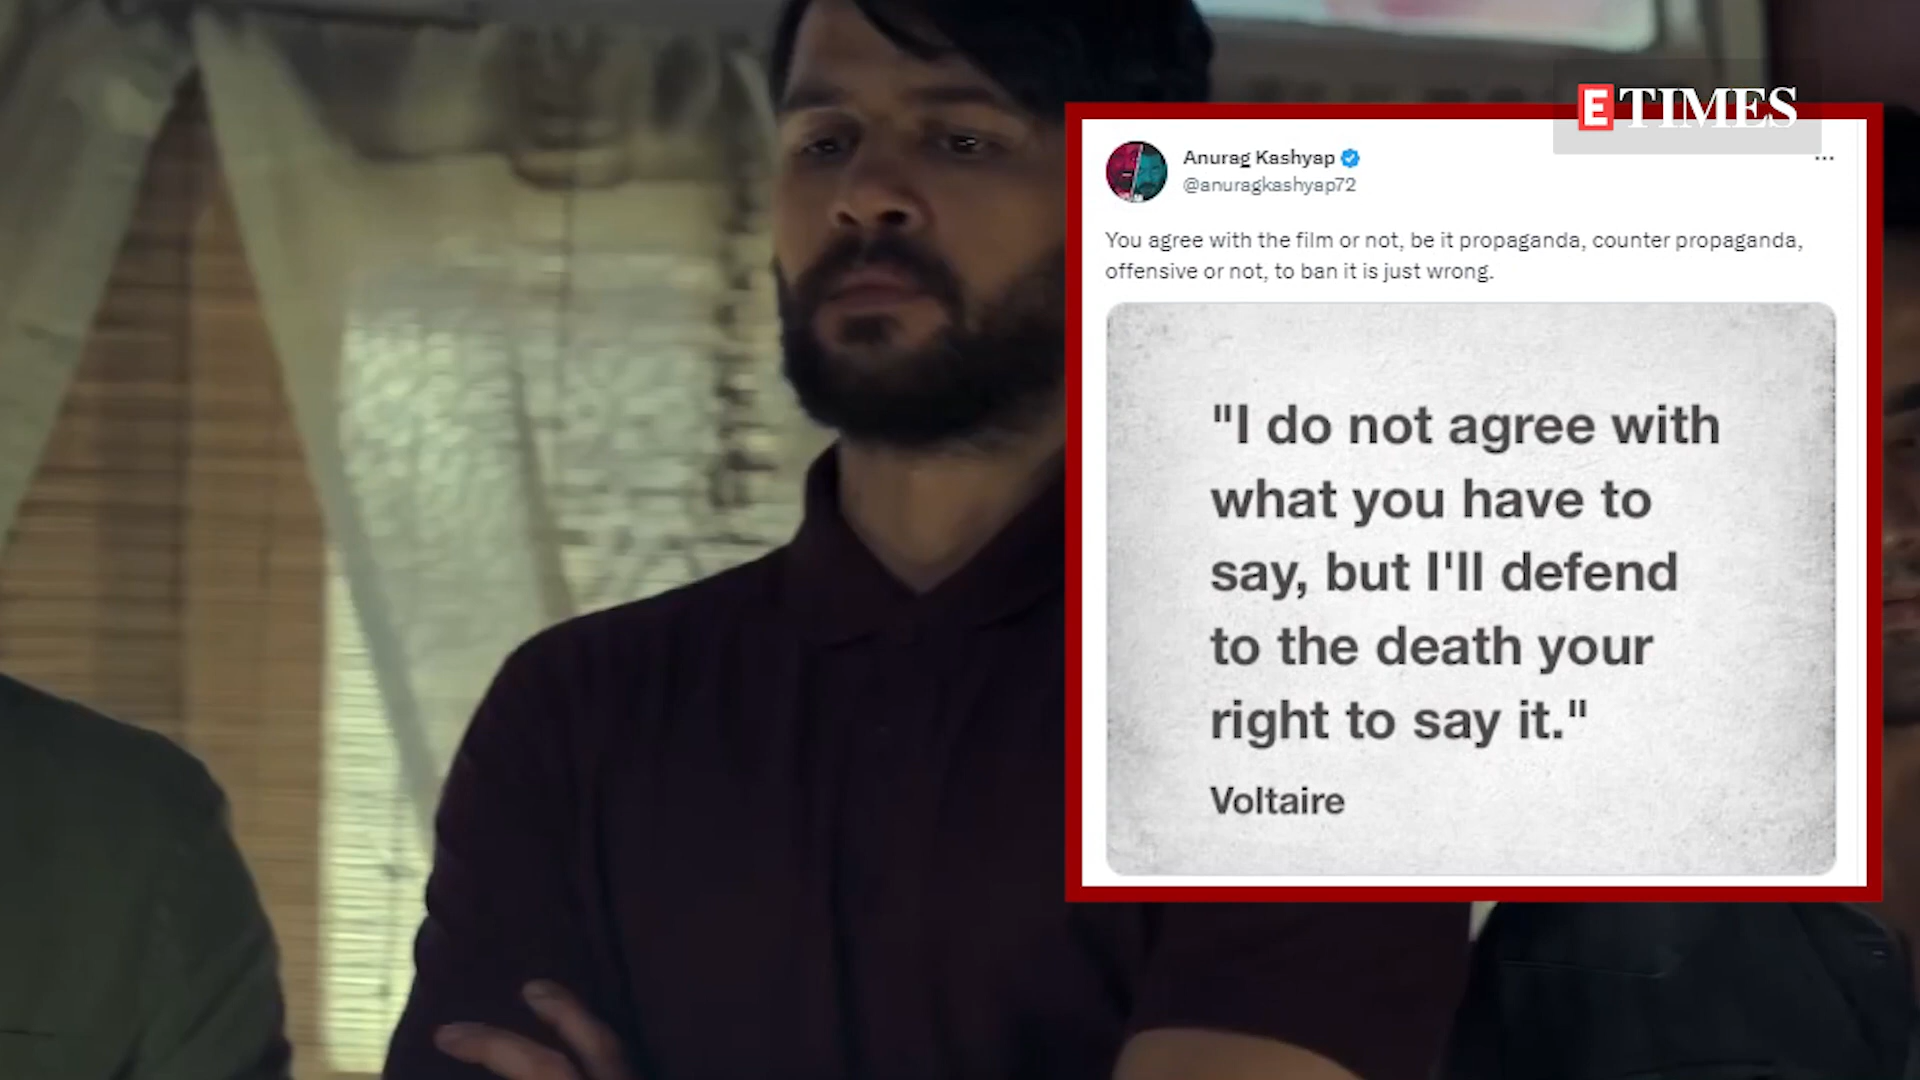 ETIMES
Anurag Kashyap
@anuragkashyap72
You agree with the film or not, be it propaganda, counter propaganda,
offensive or not, to ban it is just wrong.
"I do not agree with
what you have to
say, but I'll defend
to the death your
right to say it."
Voltaire